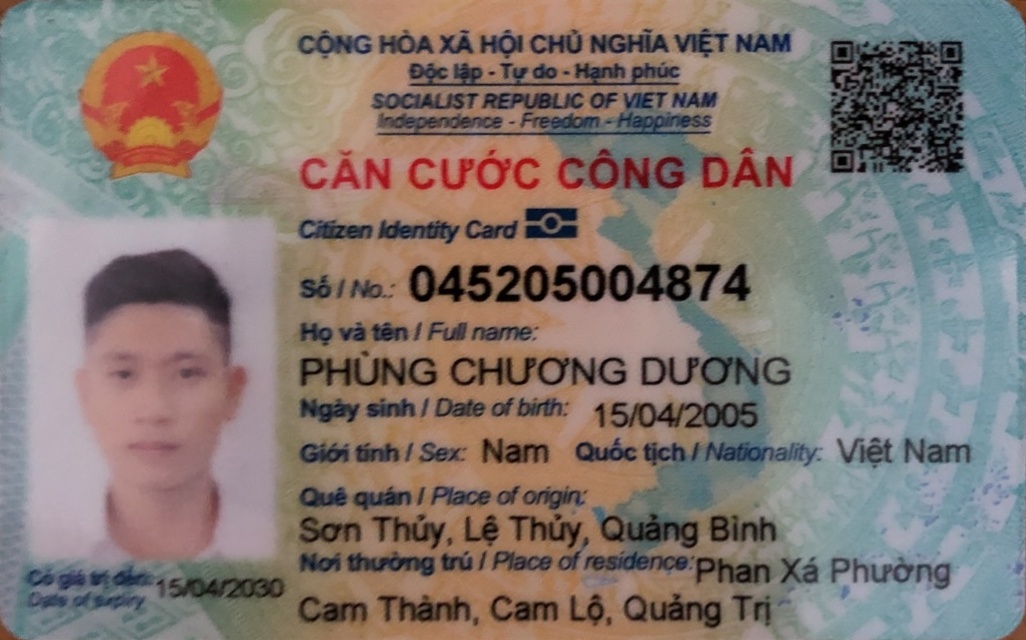 CỘNG HÒA XÃ HỘI CHỦ NGHĨA VIỆT NAM
Độc lập - Tự do - Hạnh phúc
SOCIALIST REPUBLIC OF VIET NAM
Independence - Freedom - Happiness
CĂN CƯỚC CÔNG DÂN
Citizen Identity Card
Số / No.: 045205004874
Họ và tên / Full name:
PHÙNG CHƯƠNG DƯƠNG
Ngày sinh / Date of birth: 15/04/2005
Giới tính / Sex: Nam Quốc tịch / Nationality: Việt Nam
Quê quán / Place of origin:
Sơn Thủy, Lệ Thủy, Quảng Bình
Nơi thường trú / Place of residence: Phan Xá Phường
Cam Thành, Cam Lộ, Quảng Trị
Có giá trị đến: 15/04/2030
Date of expiry